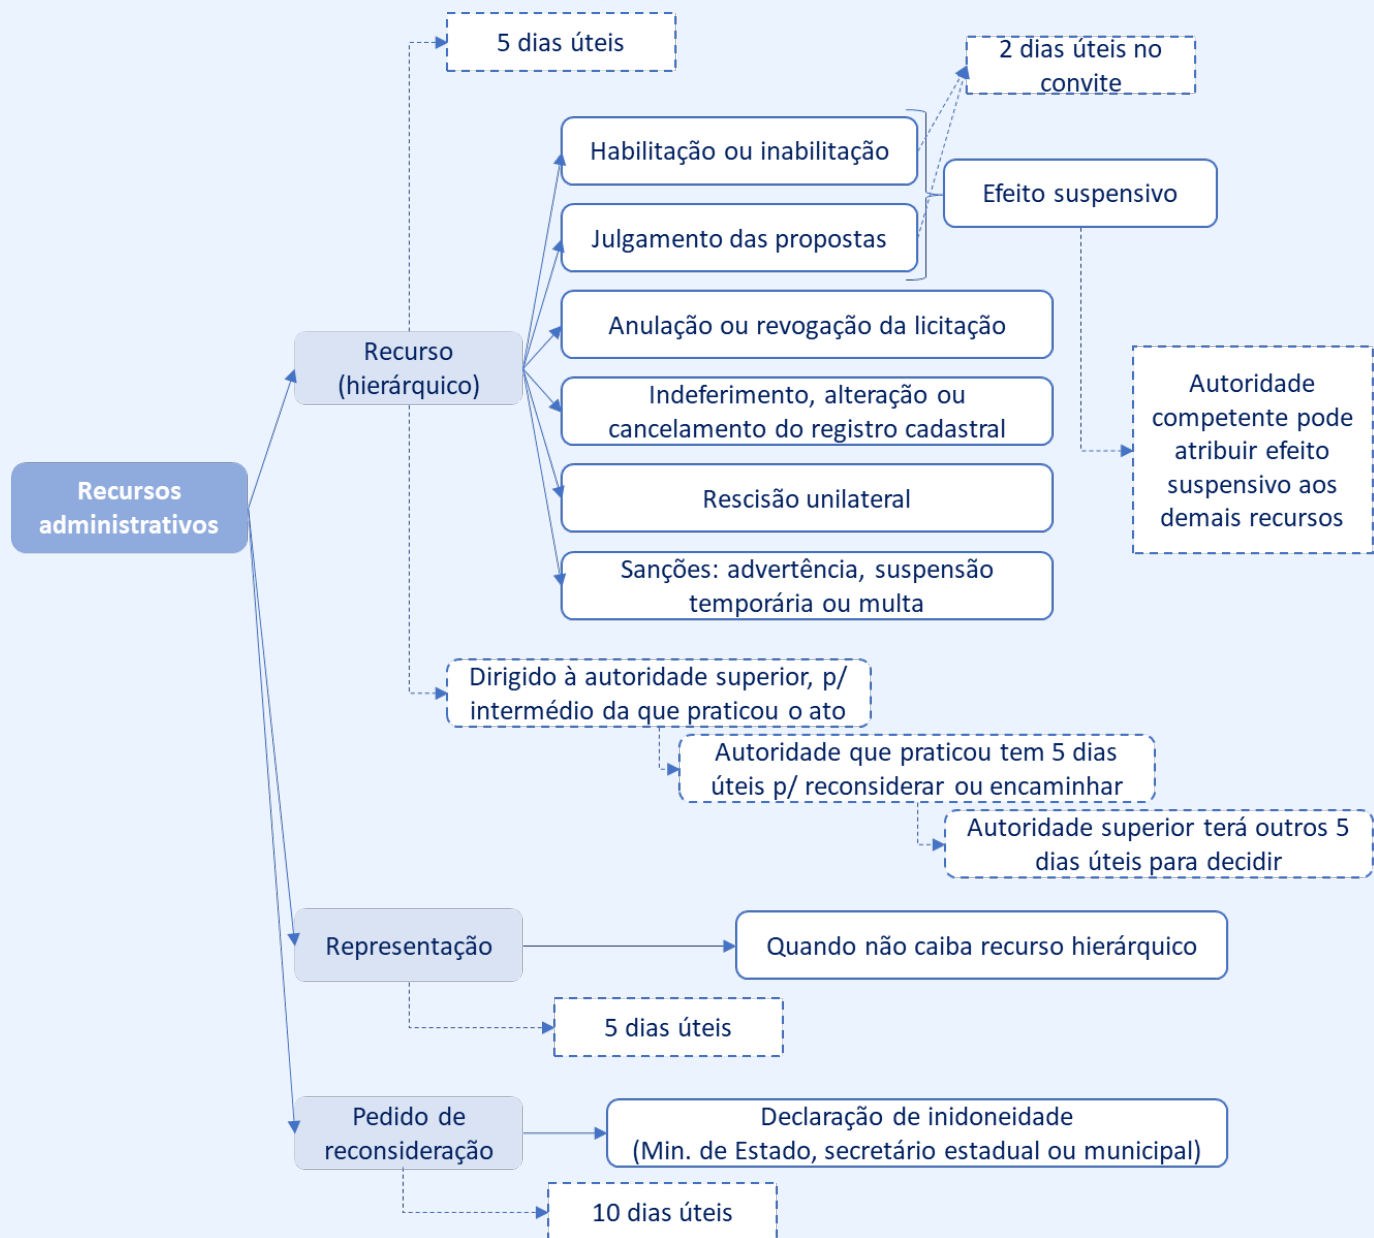 5 dias úteis
2 dias úteis no
convite
Habilitação ou inabilitação
Efeito suspensivo
Julgamento das propostas
Anulação ou revogação da licitação
Recurso
(hierárquico)
Indeferimento, alteração ou
cancelamento do registro cadastral
Autoridade
competente pode
atribuir efeito
suspensivo aos
demais recursos
Recursos
administrativos
Rescisão unilateral
Sanções: advertência, suspensão
temporária ou multa
Dirigido à autoridade superior, p/
intermédio da que praticou o ato
Autoridade que praticou tem 5 dias
úteis p/ reconsiderar ou encaminhar
Autoridade superior terá outros 5
dias úteis para decidir
Representação
Quando não caiba recurso hierárquico
5 dias úteis
Pedido de
reconsideração
Declaração de inidoneidade
(Min. de Estado, secretário estadual ou municipal)
10 dias úteis